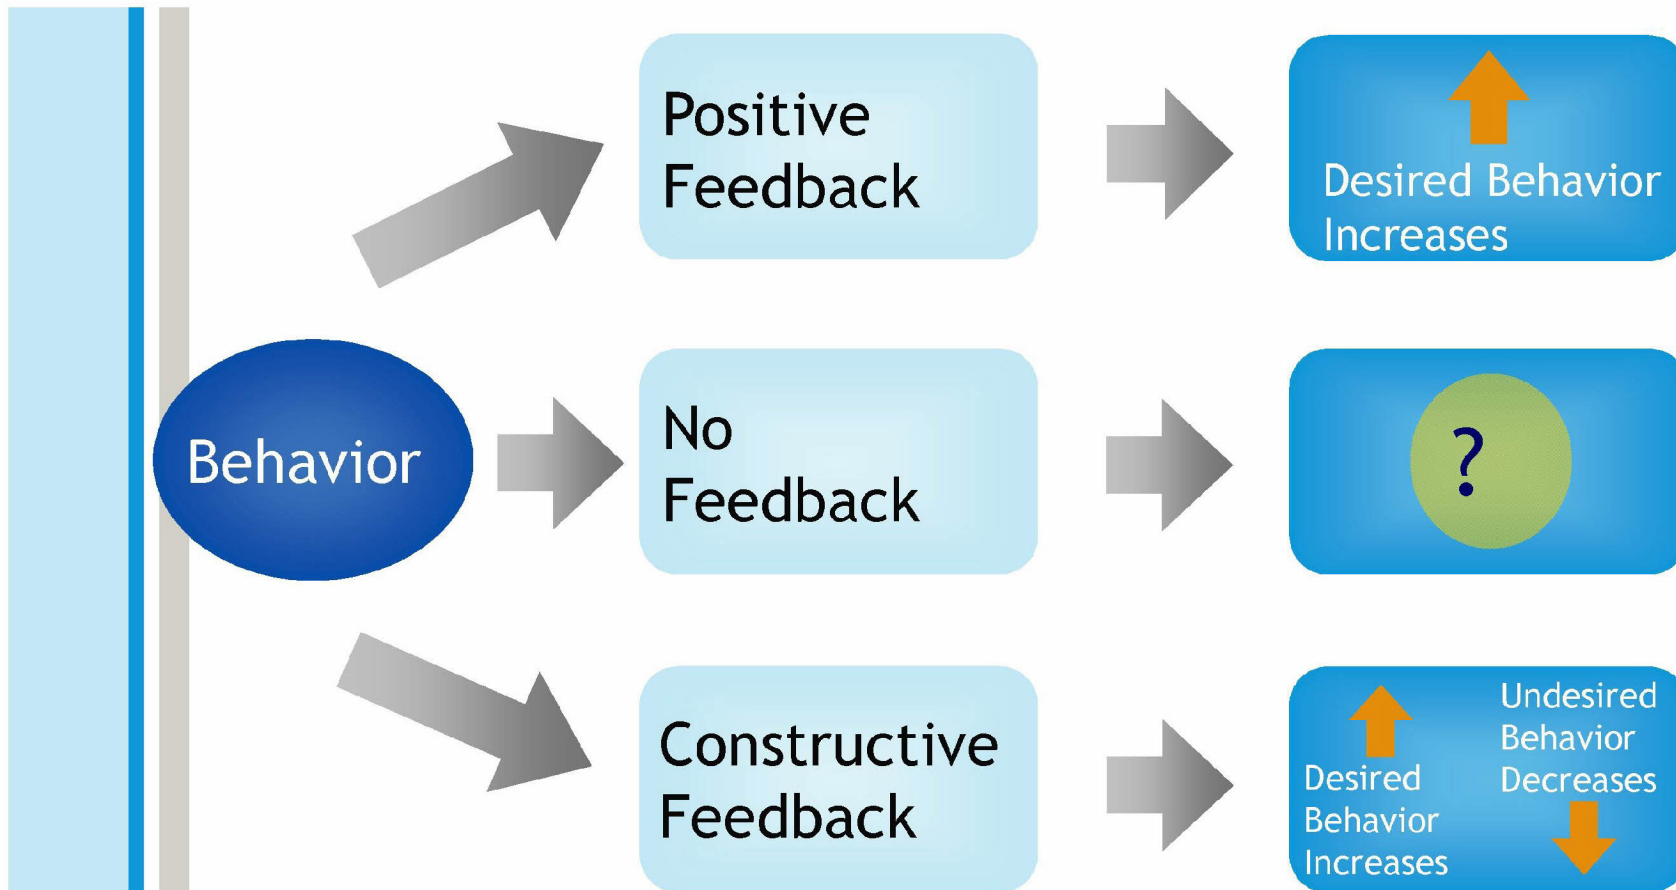 Positive
Feedback
Desired Behavior
Increases
Behavior
No
Feedback
?
Constructive
Feedback
Desired
Behavior
Increases
Undesired
Behavior
Decreases